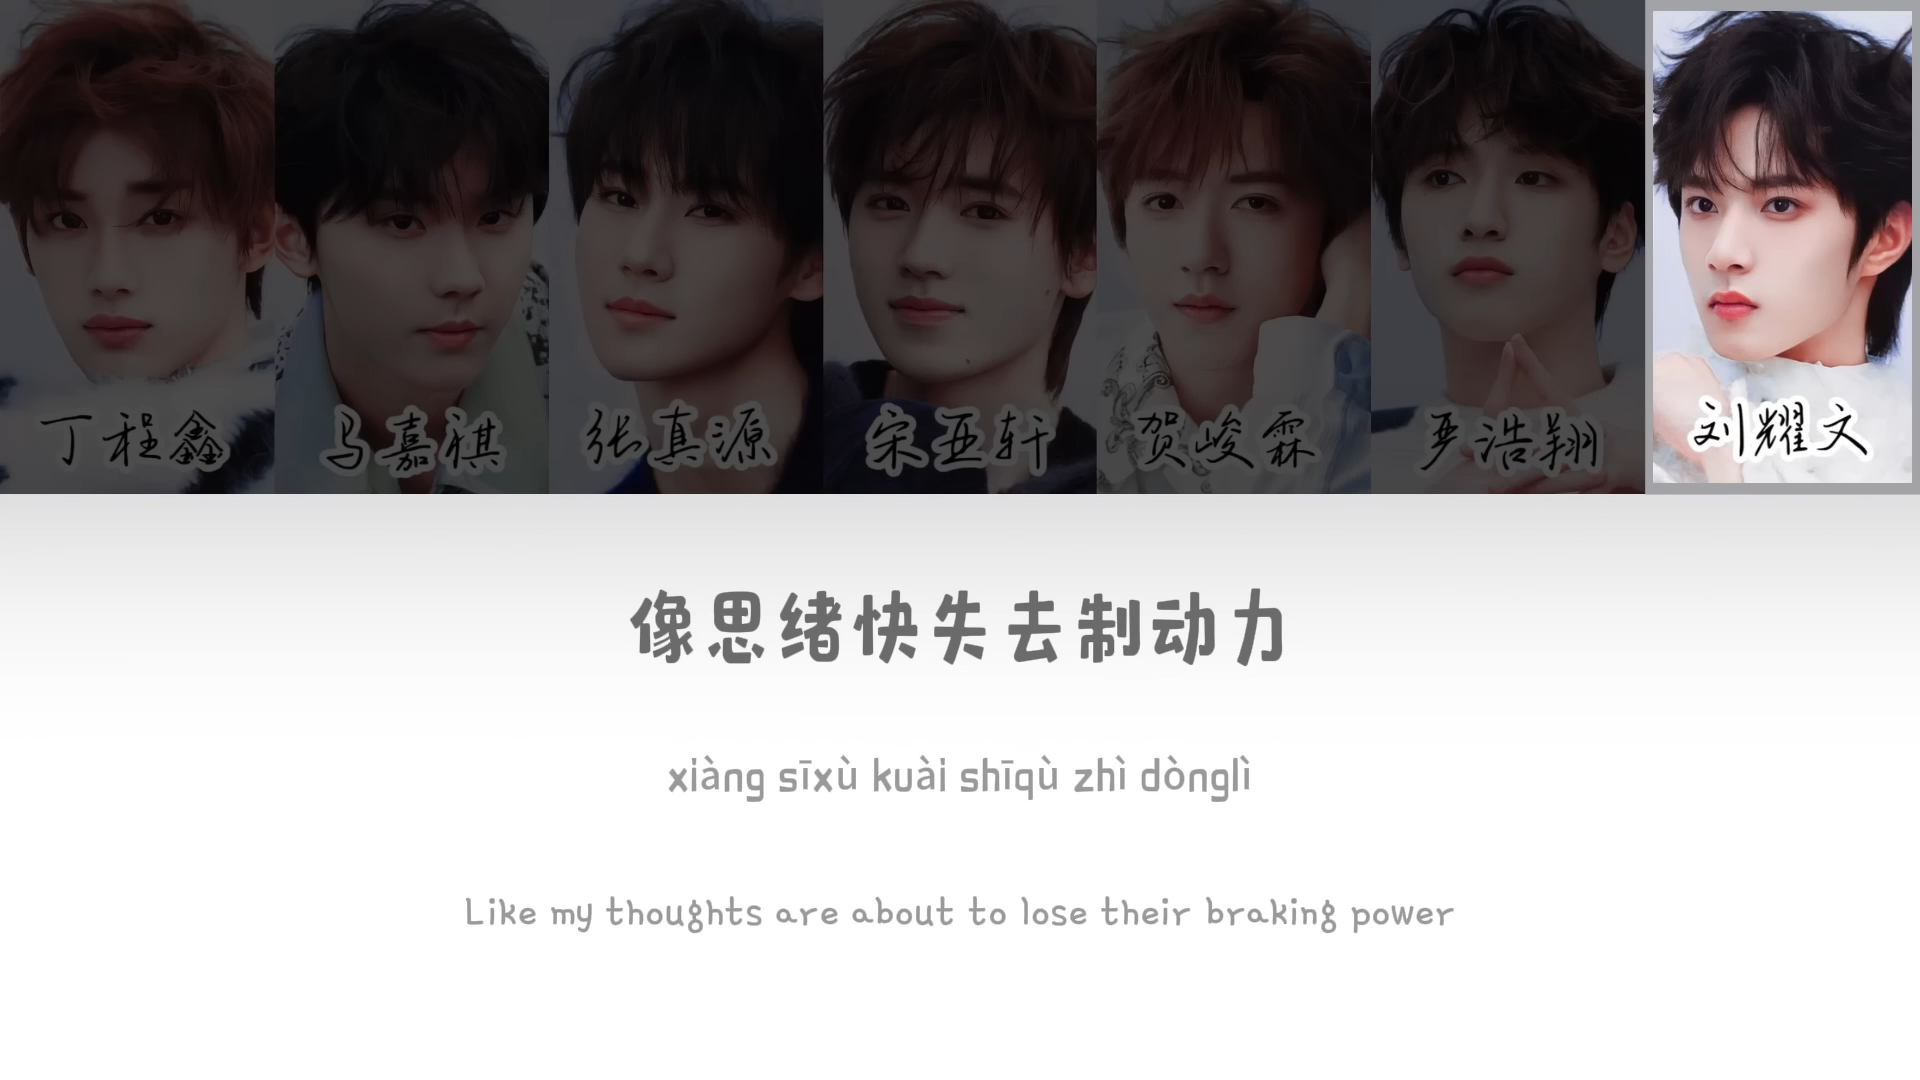 丁程鑫 马嘉祺 张真源 宋亚轩 贺峻霖 严浩翔 刘耀文
像思绪快失去制动力
xiàng sīxù kuài shīqù zhì dònglì
Like my thoughts are about to lose their braking power